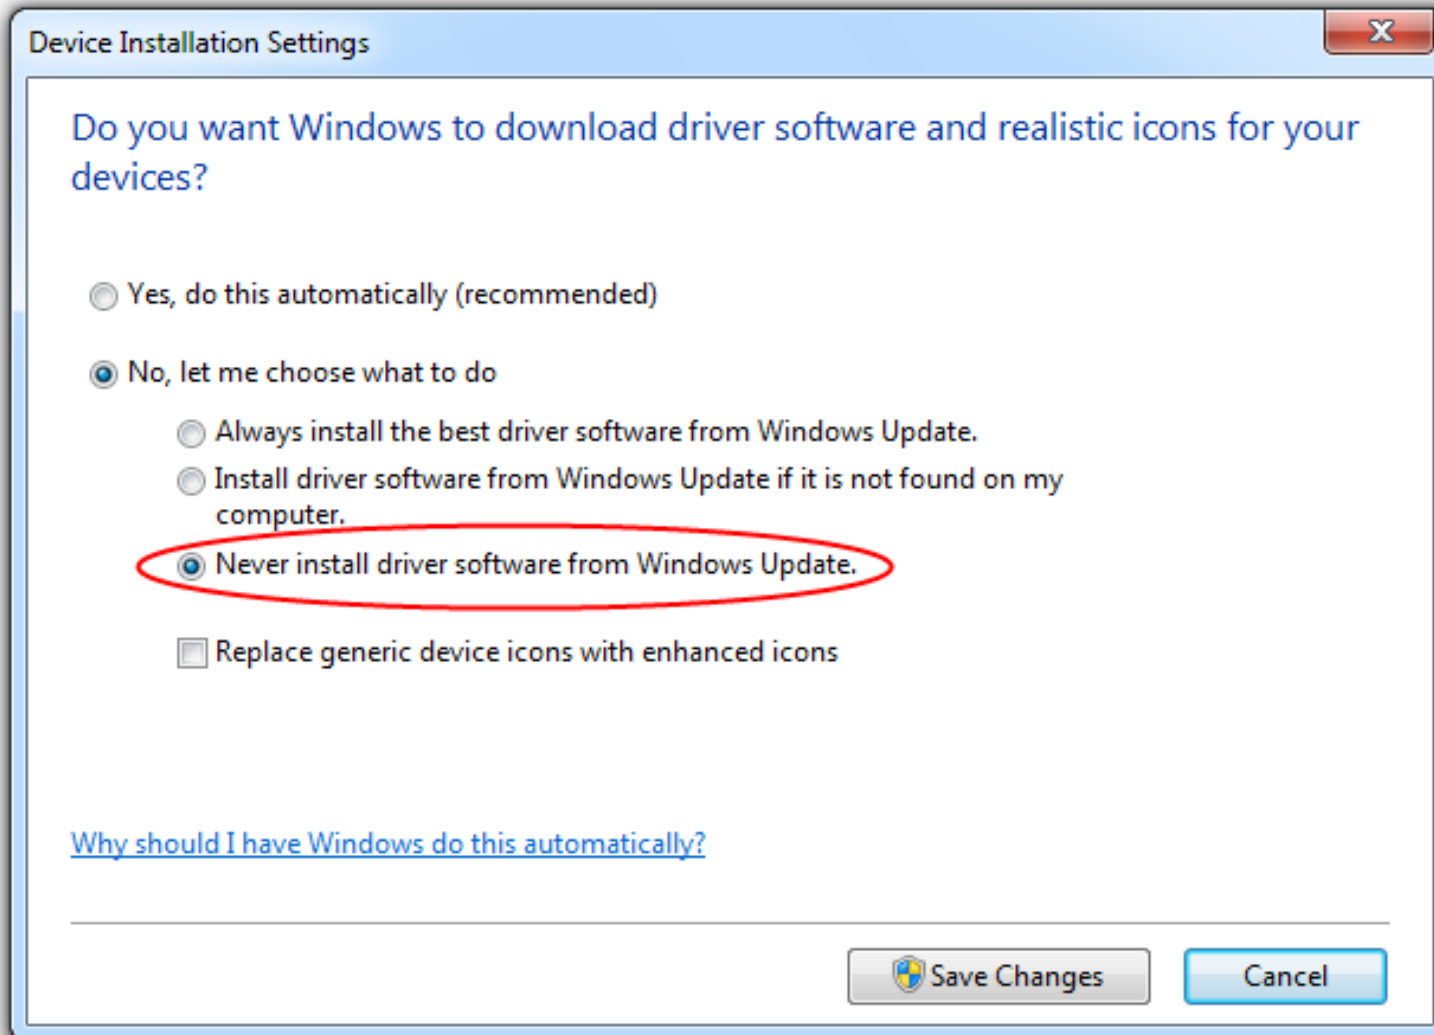 Device Installation Settings
Do you want Windows to download driver software and realistic icons for your
devices?
Yes, do this automatically (recommended)
No, let me choose what to do
Always install the best driver software from Windows Update.
Install driver software from Windows Update if it is not found on my
computer.
Never install driver software from Windows Update.
Replace generic device icons with enhanced icons
Why should I have Windows do this automatically?
Save Changes
Cancel